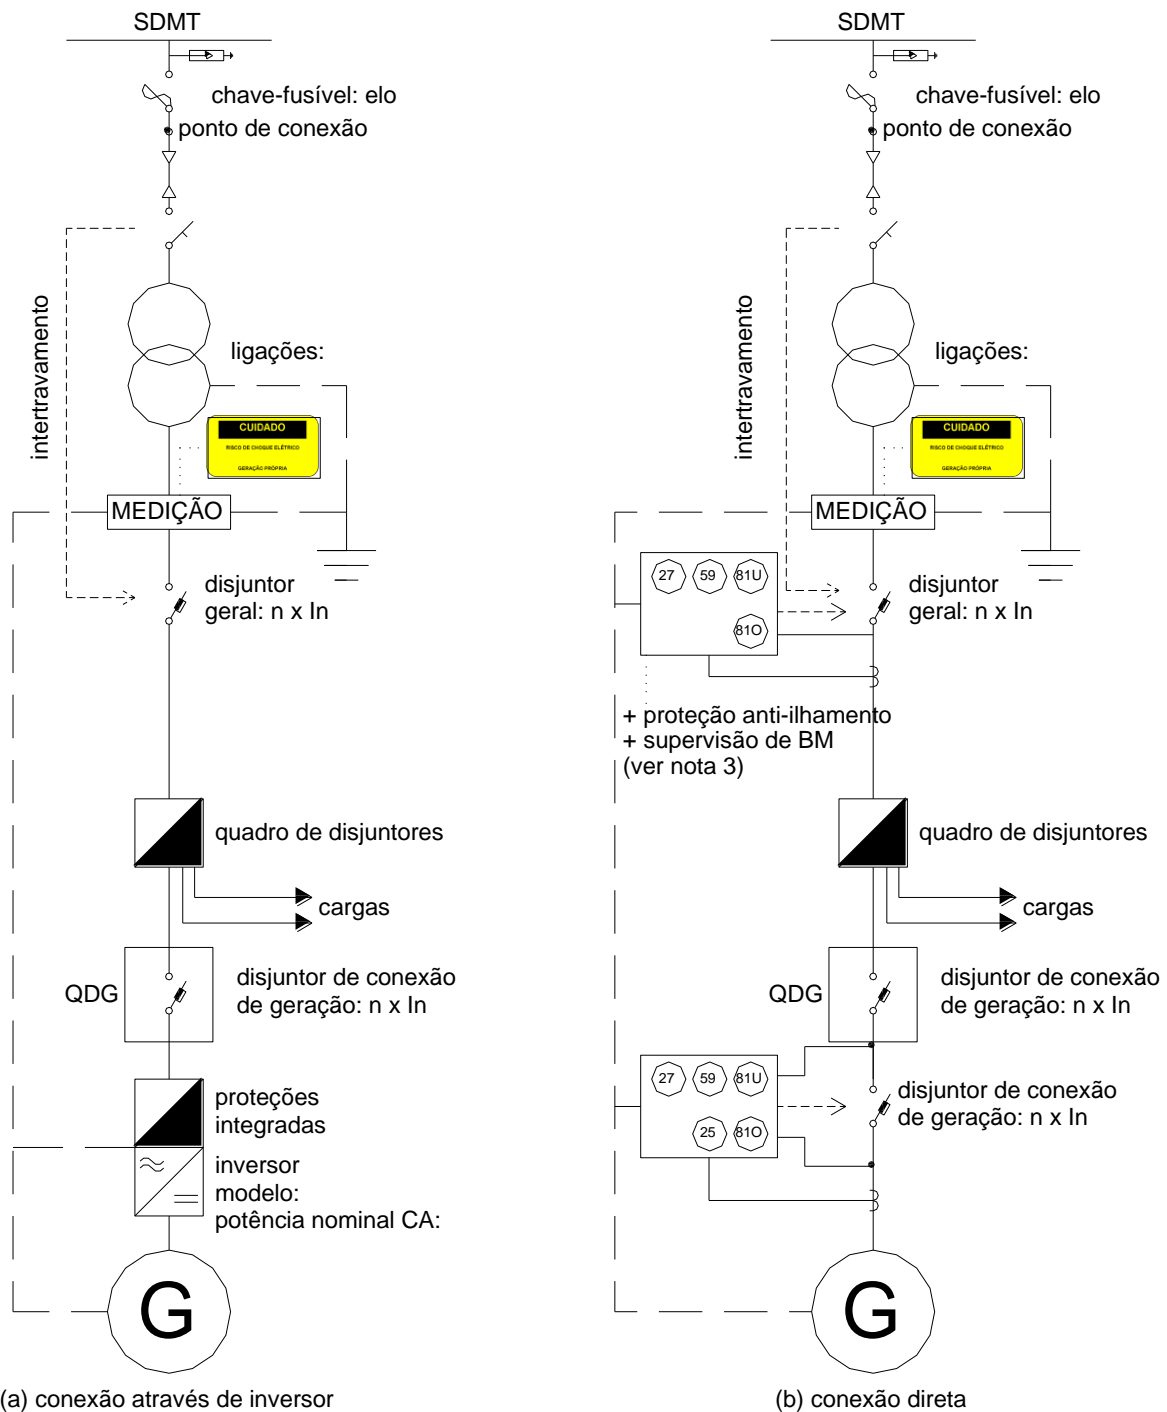 SDMT
chave-fusível: elo
ponto de conexão
intertravamento
ligações:
CUIDADO
RISCO DE CHOQUE ELÉTRICO
GERAÇÃO PRÓPRIA
MEDIÇÃO
disjuntor
geral: n x In
quadro de disjuntores
cargas
QDG
disjuntor de conexão
de geração: n x In
proteções
integradas
inversor
modelo:
potência nominal CA:
G
(a) conexão através de inversor
SDMT
chave-fusível: elo
ponto de conexão
intertravamento
ligações:
CUIDADO
RISCO DE CHOQUE ELÉTRICO
GERAÇÃO PRÓPRIA
MEDIÇÃO
27 59 81U
81O
disjuntor
geral: n x In
+ proteção anti-ilhamento
+ supervisão de BM
(ver nota 3)
quadro de disjuntores
cargas
QDG
disjuntor de conexão
de geração: n x In
27 59 81U
25 81O
disjuntor de conexão
de geração: n x In
G
(b) conexão direta